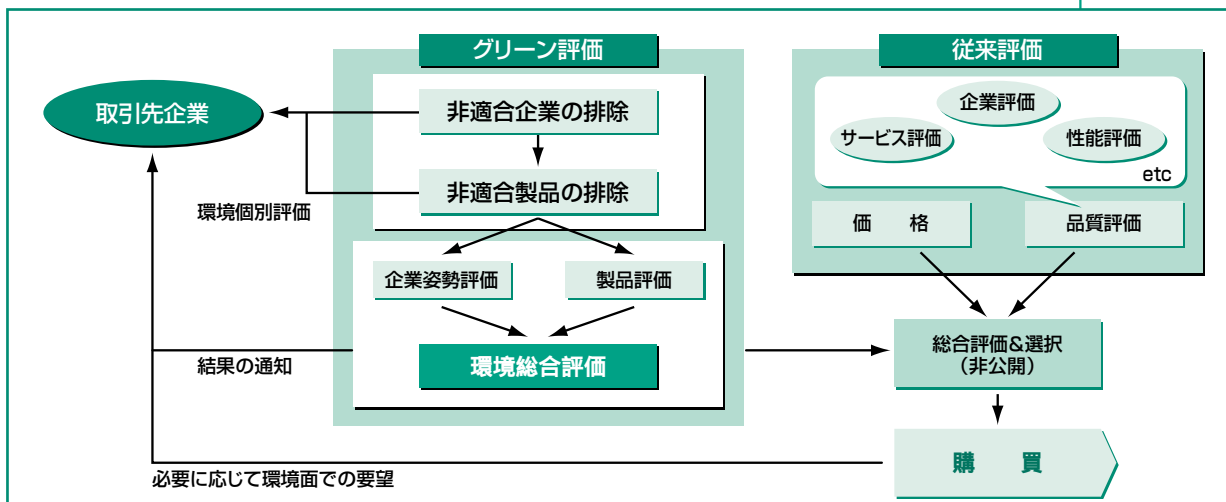 グリーン評価
従来評価
取引先企業
非適合企業の排除
非適合製品の排除
環境個別評価
企業姿勢評価
製品評価
環境総合評価
結果の通知
企業評価
サービス評価
性能評価
etc
価　格
品質評価
総合評価&選択
（非公開）
購　買
必要に応じて環境面での要望